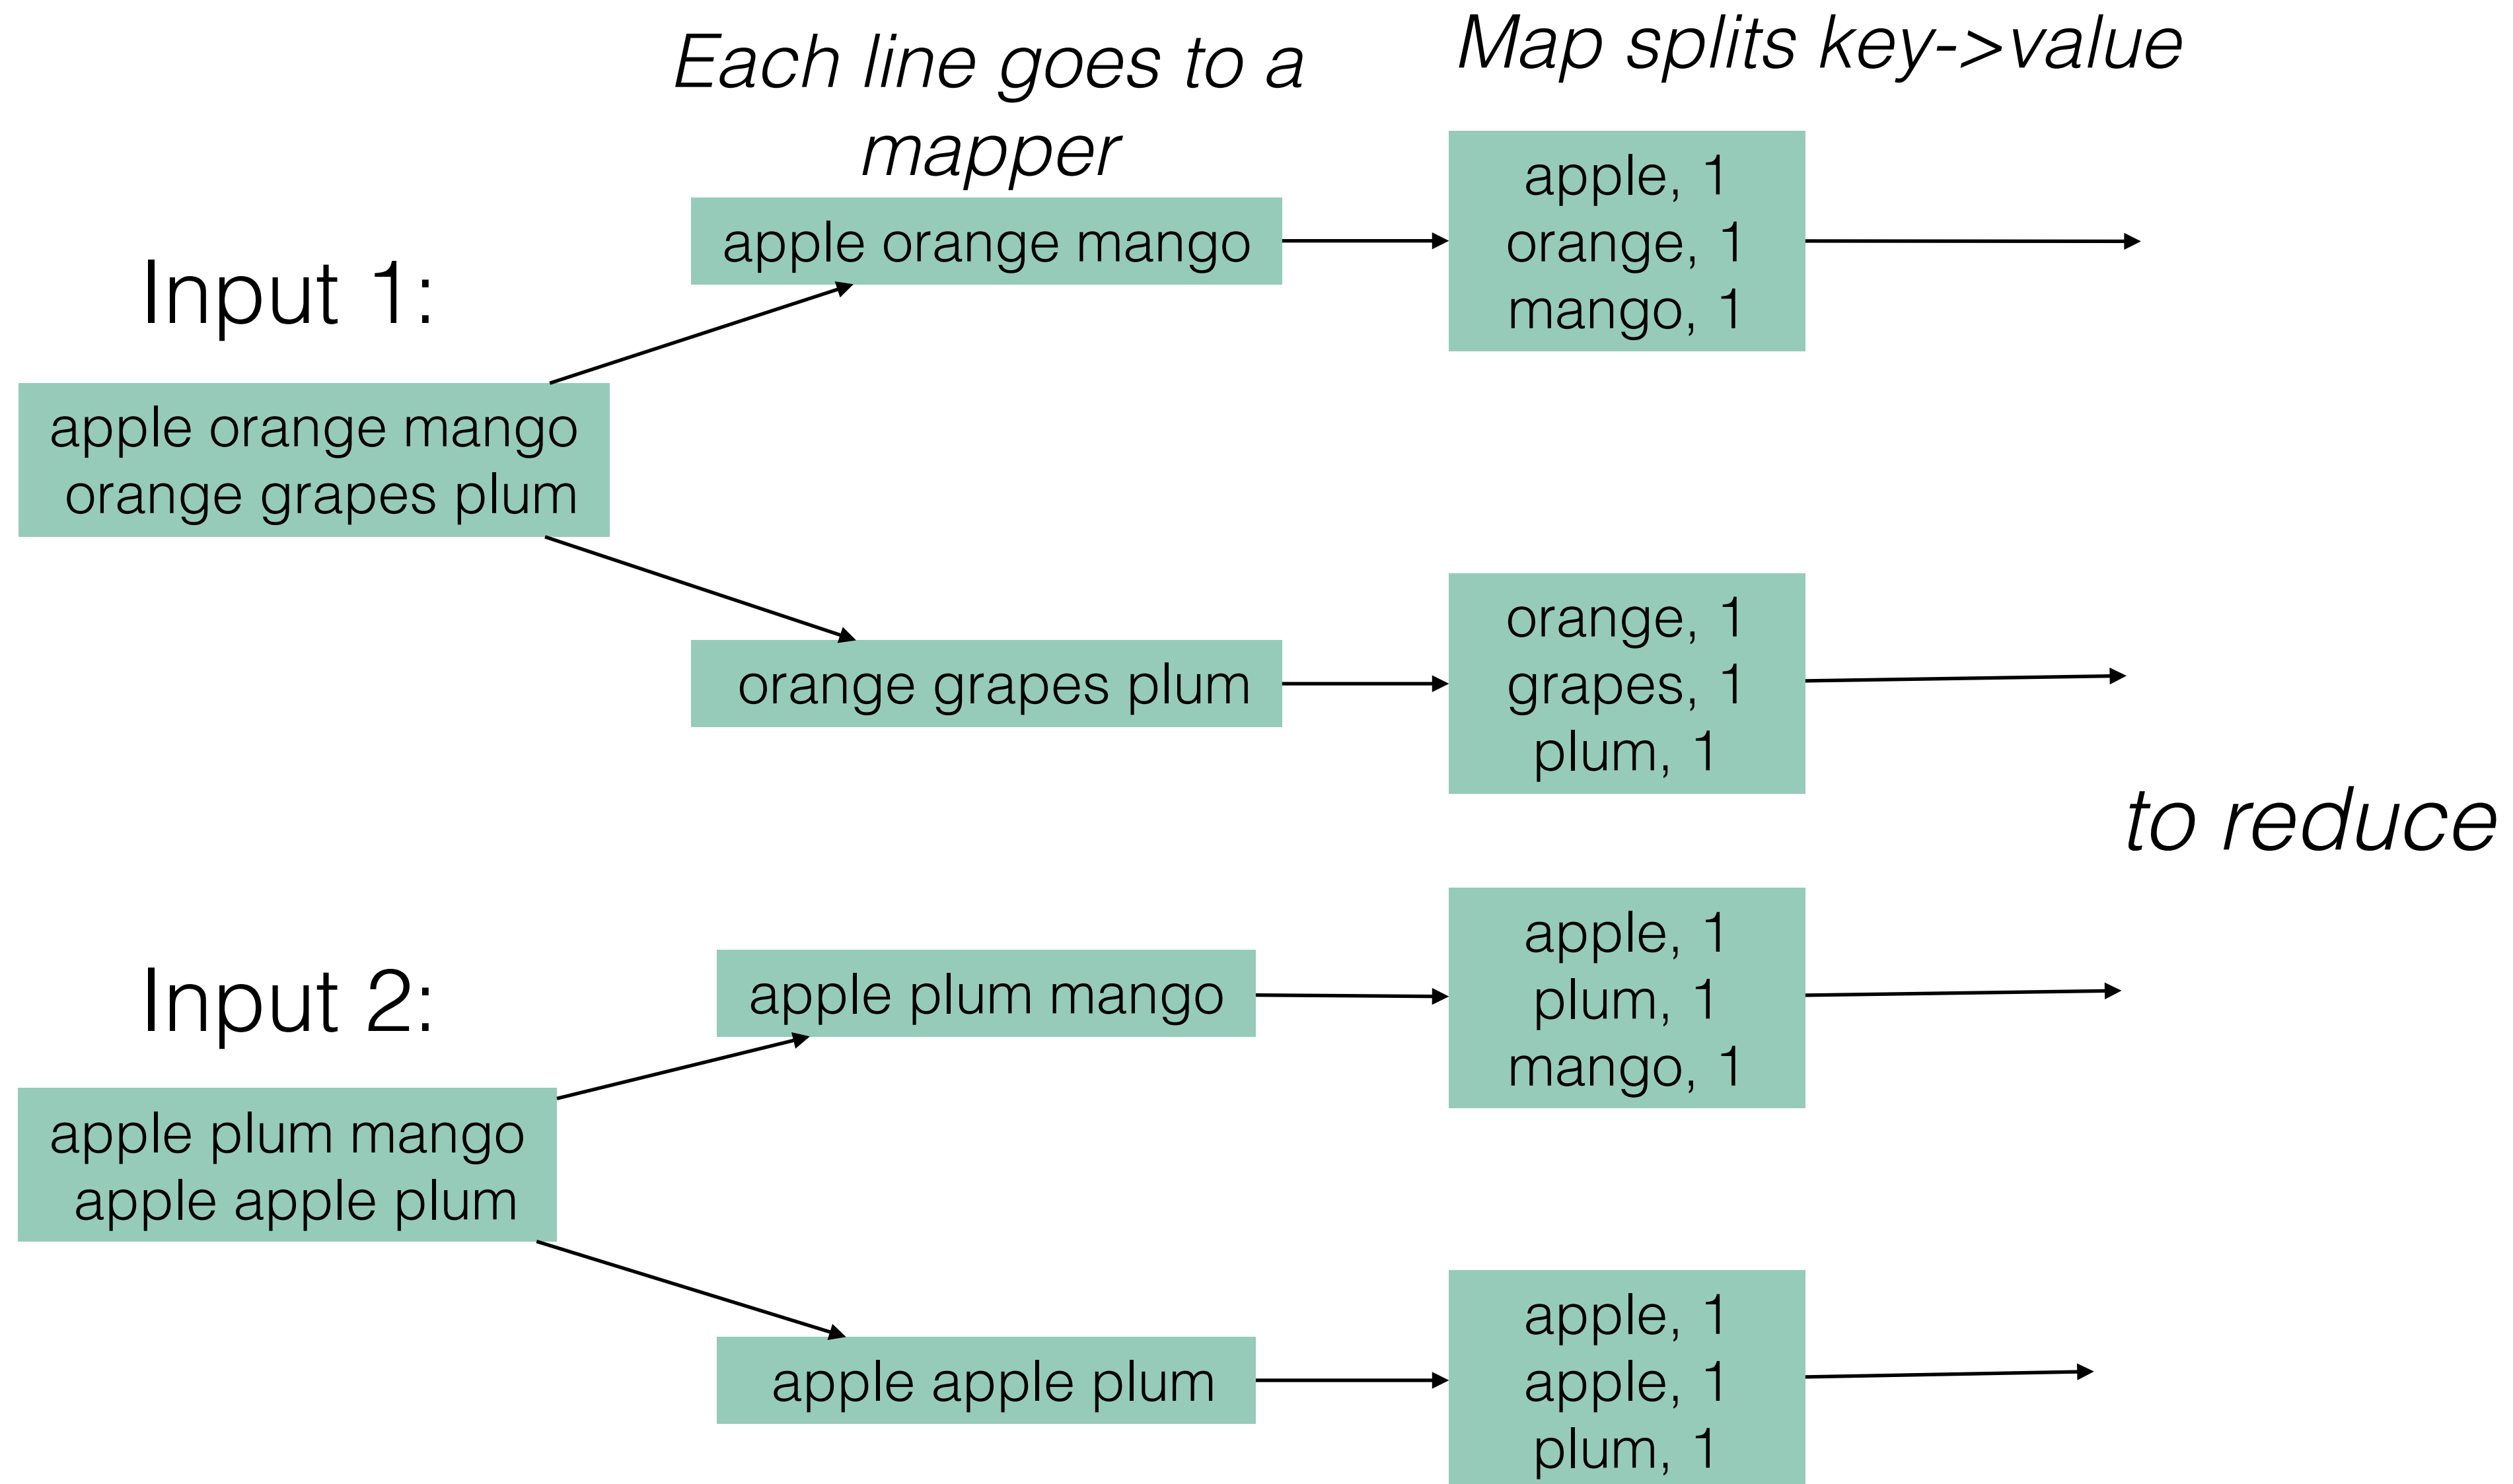 Each line goes to a
mapper
Map splits key->value
Input 1:
apple orange mango
orange grapes plum
apple orange mango
apple, 1
orange, 1
mango, 1
orange grapes plum
orange, 1
grapes, 1
plum, 1
to reduce
Input 2:
apple plum mango
apple apple plum
apple plum mango
apple, 1
plum, 1
mango, 1
apple apple plum
apple, 1
apple, 1
plum, 1